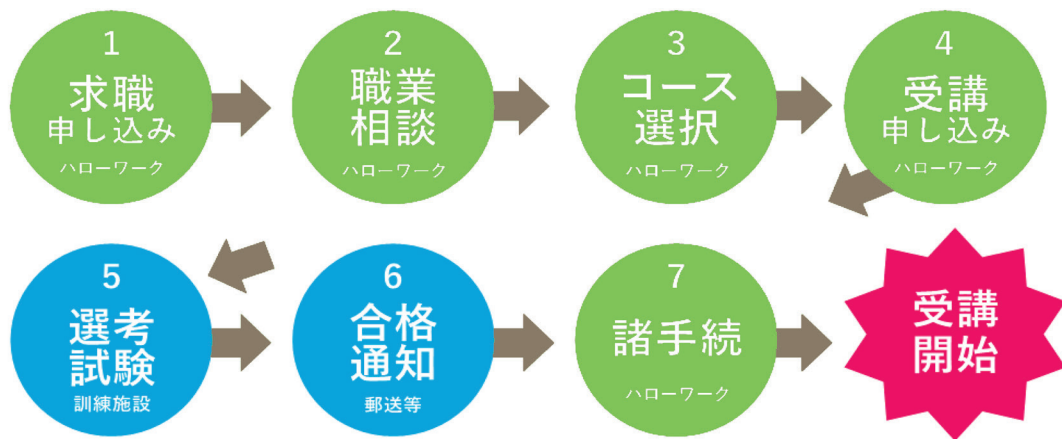 1
求職
申し込み
ハローワーク
2
職業
相談
ハローワーク
3
コース
選択
ハローワーク
4
受講
申し込み
ハローワーク
5
選考
試験
訓練施設
6
合格
通知
郵送等
7
諸手続
ハローワーク
受講
開始